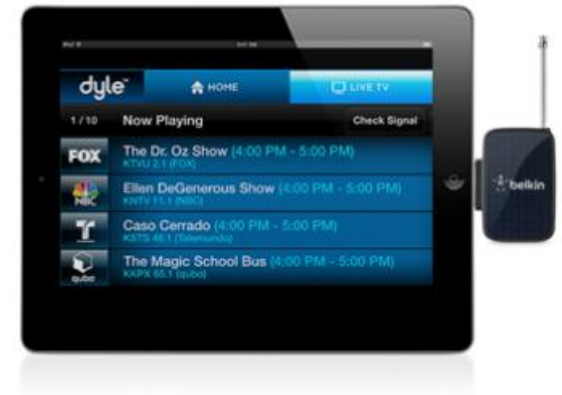 dyle™
HOME
LIVE TV
1 / 10
Now Playing
Check Signal
FOX
The Dr. Oz Show (4:00 PM - 5:00 PM)
KTVU 2.1 (FOX)
NBC
Ellen DeGenerous Show (4:00 PM - 5:00 PM)
KNTV 11.1 (NBC)
T
Caso Cerrado (4:00 PM - 5:00 PM)
KSTS 48.1 (Telemundo)
qubo
The Magic School Bus (4:00 PM - 5:00 PM)
KKPX 65.1 (qubo)
belkin